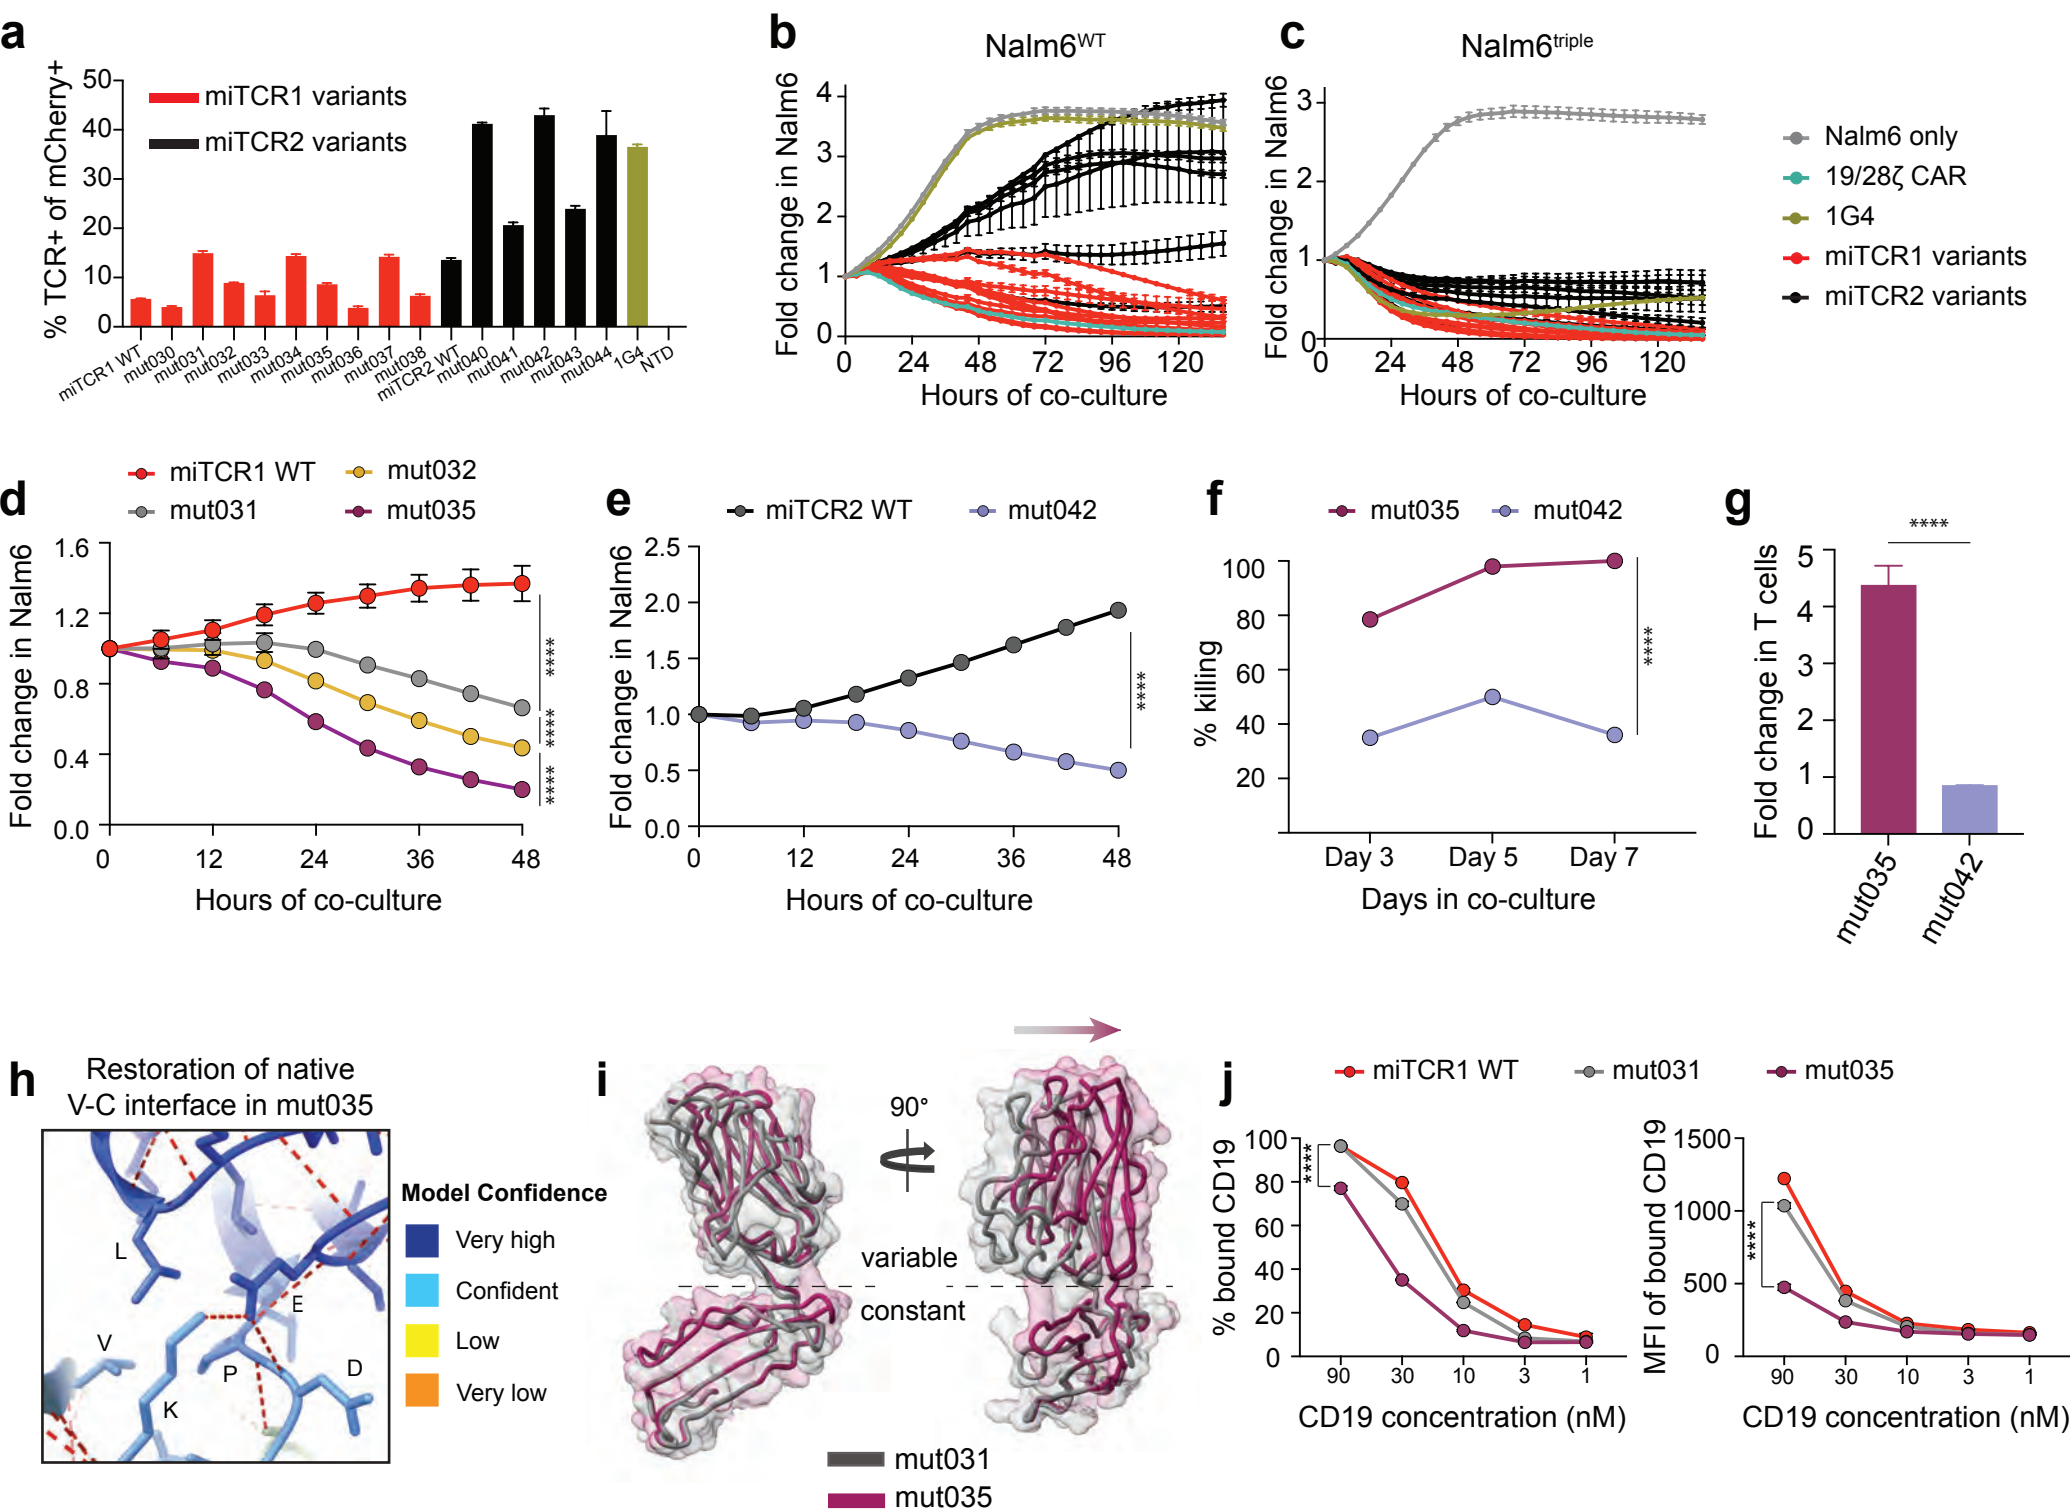 a
% TCR+ of mCherry+
50
40
30
20
10
0
miTCR1 variants
miTCR2 variants
miTCR1 WT
mut030
mut031
mut032
mut033
mut034
mut035
mut036
mut037
mut038
miTCR2 WT
mut040
mut041
mut042
mut043
mut044
1G4
NTD
b
Nalm6WT
Fold change in Nalm6
4
3
2
1
0
0 24 48 72 96 120
Hours of co-culture
c
Nalm6triple
Fold change in Nalm6
3
2
1
0
0 24 48 72 96 120
Hours of co-culture
Nalm6 only
19/28ζ CAR
1G4
miTCR1 variants
miTCR2 variants
d
miTCR1 WT
mut032
mut031
mut035
Fold change in Nalm6
1.6
1.2
0.8
0.4
0.0
0 12 24 36 48
Hours of co-culture
****
****
****
e
miTCR2 WT
mut042
Fold change in Nalm6
2.5
2.0
1.5
1.0
0.5
0.0
0 12 24 36 48
Hours of co-culture
****
f
mut035
mut042
% killing
100
80
60
40
20
Day 3 Day 5 Day 7
Days in co-culture
****
g
****
Fold change in T cells
5
4
3
2
1
0
mut035
mut042
h
Restoration of native
V-C interface in mut035
L
E
V
P
D
K
Model Confidence
Very high
Confident
Low
Very low
i
90°
variable
constant
mut031
mut035
j
miTCR1 WT
mut031
mut035
% bound CD19
100
80
60
40
20
0
****
90 30 10 3 1
CD19 concentration (nM)
MFI of bound CD19
1500
1000
500
0
****
90 30 10 3 1
CD19 concentration (nM)